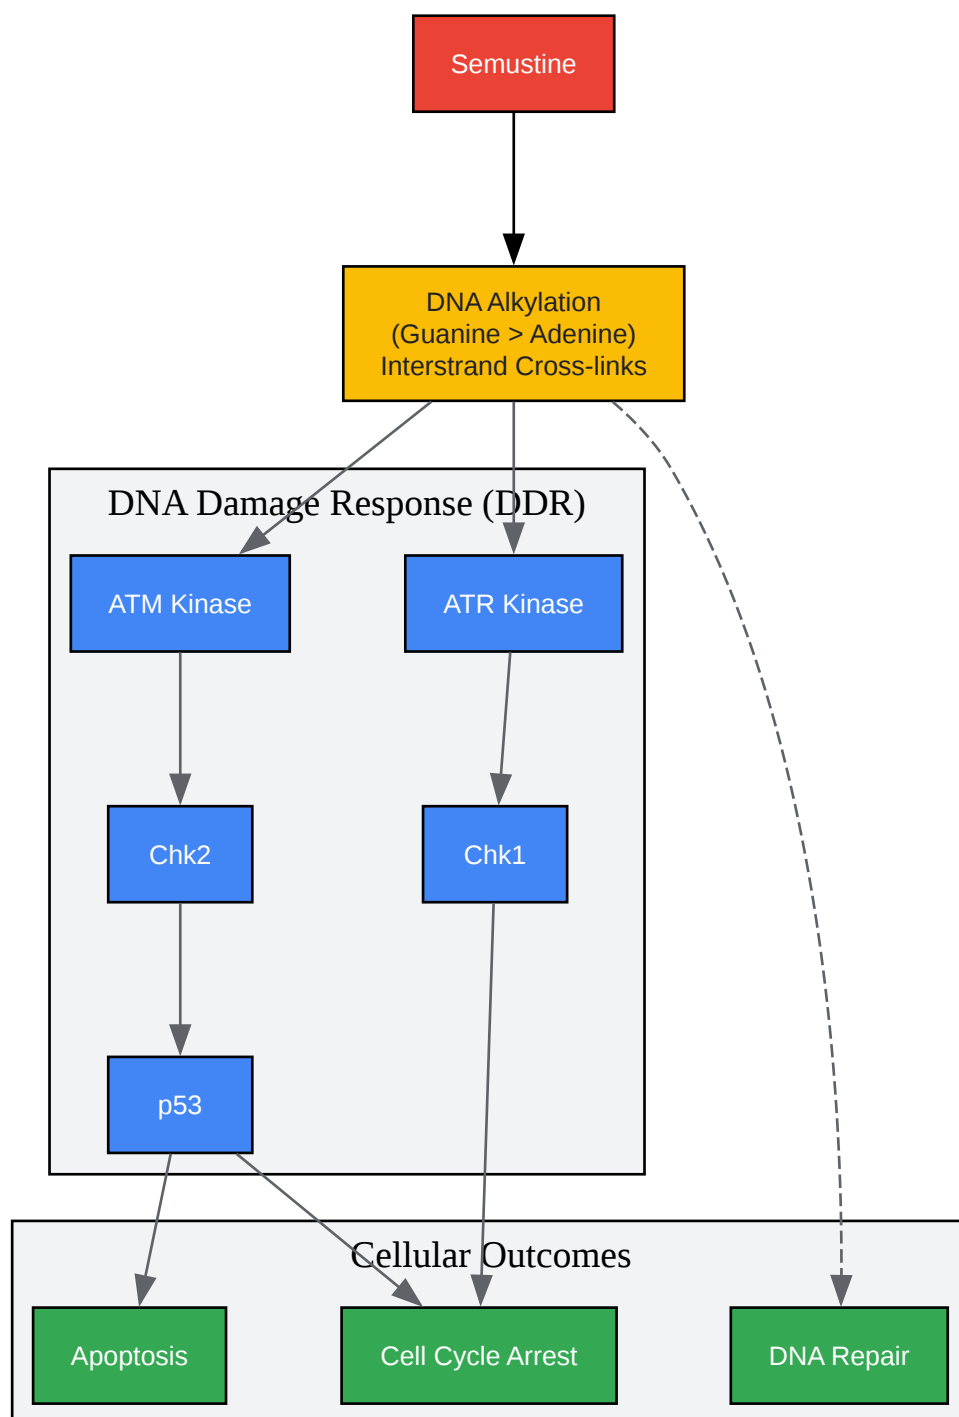 Semustine
DNA Alkylation
(Guanine > Adenine)
Interstrand Cross-links
DNA Damage Response (DDR)
ATM Kinase
ATR Kinase
Chk2
Chk1
p53
Cellular Outcomes
Apoptosis
Cell Cycle Arrest
DNA Repair